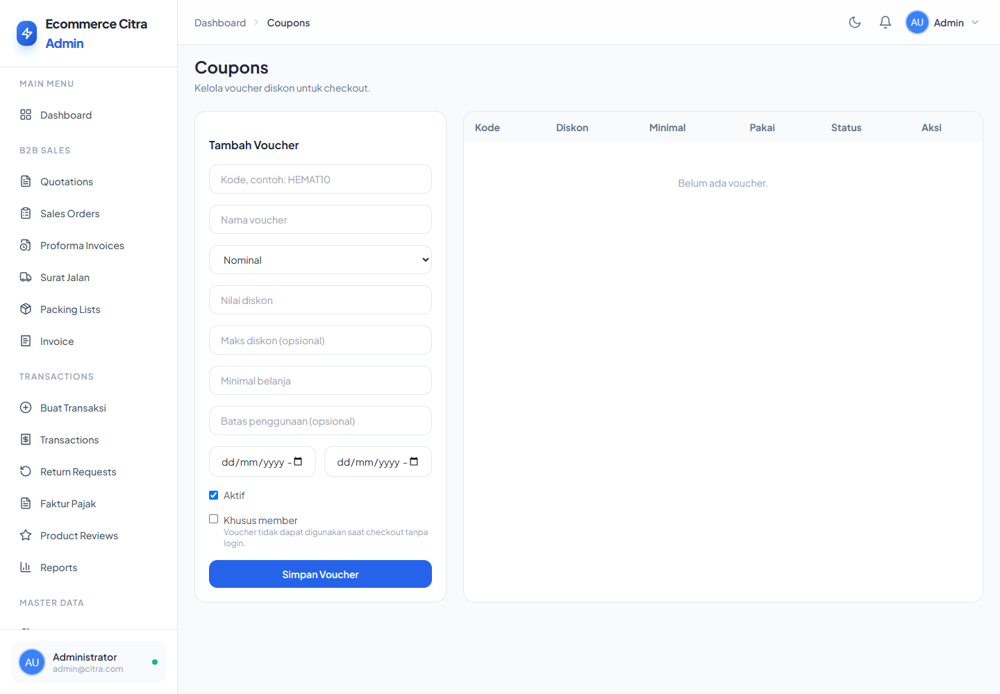 Ecommerce Citra
Admin
MAIN MENU
Dashboard
B2B SALES
Quotations
Sales Orders
Proforma Invoices
Surat Jalan
Packing Lists
Invoice
TRANSACTIONS
Buat Transaksi
Transactions
Return Requests
Faktur Pajak
Product Reviews
Reports
MASTER DATA
AU
Administrator
admin@citra.com
Dashboard Coupons
AU Admin
Coupons
Kelola voucher diskon untuk checkout.
Tambah Voucher
Kode, contoh: HEMAT10
Nama voucher
Nominal
Nilai diskon
Maks diskon (opsional)
Minimal belanja
Batas penggunaan (opsional)
dd/mm/yyyy - dd/mm/yyyy -
Aktif
Khusus member
Voucher tidak dapat digunakan saat checkout tanpa
login.
Simpan Voucher
Kode Diskon Minimal Pakai Status Aksi
Belum ada voucher.